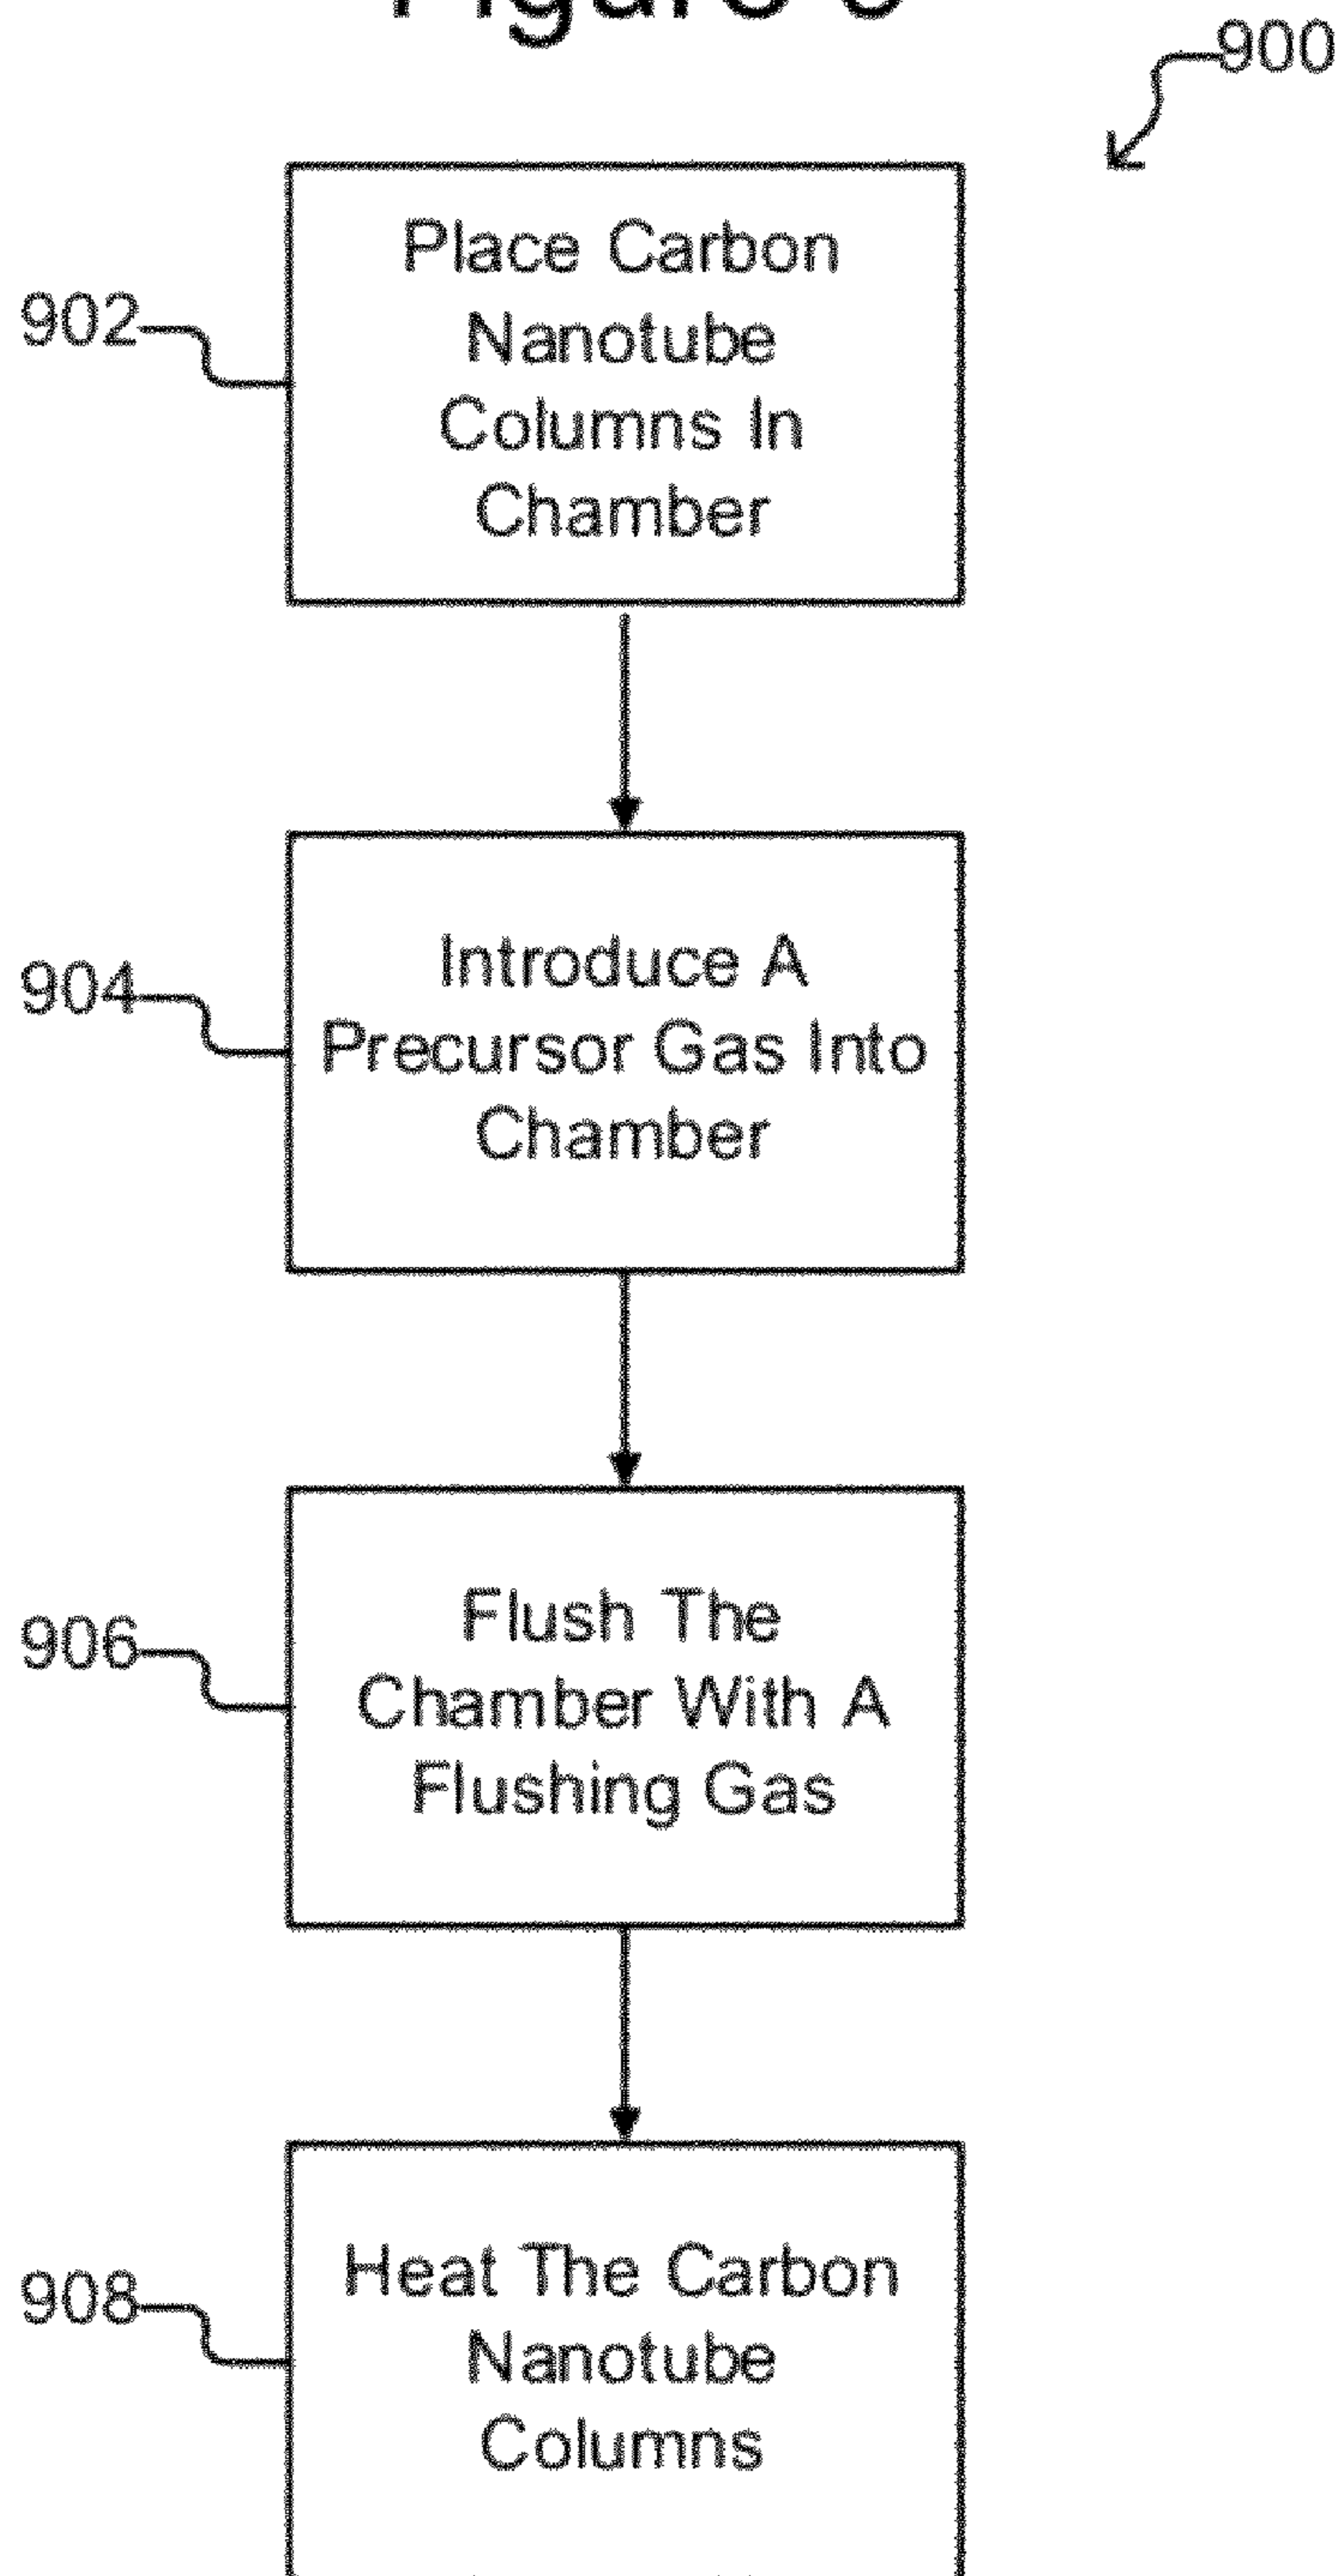 900
Place Carbon
Nanotube
Columns In
Chamber
902
Introduce A
Precursor Gas Into
Chamber
904
Flush The
Chamber With A
Flushing Gas
906
Heat The Carbon
Nanotube
Columns
908